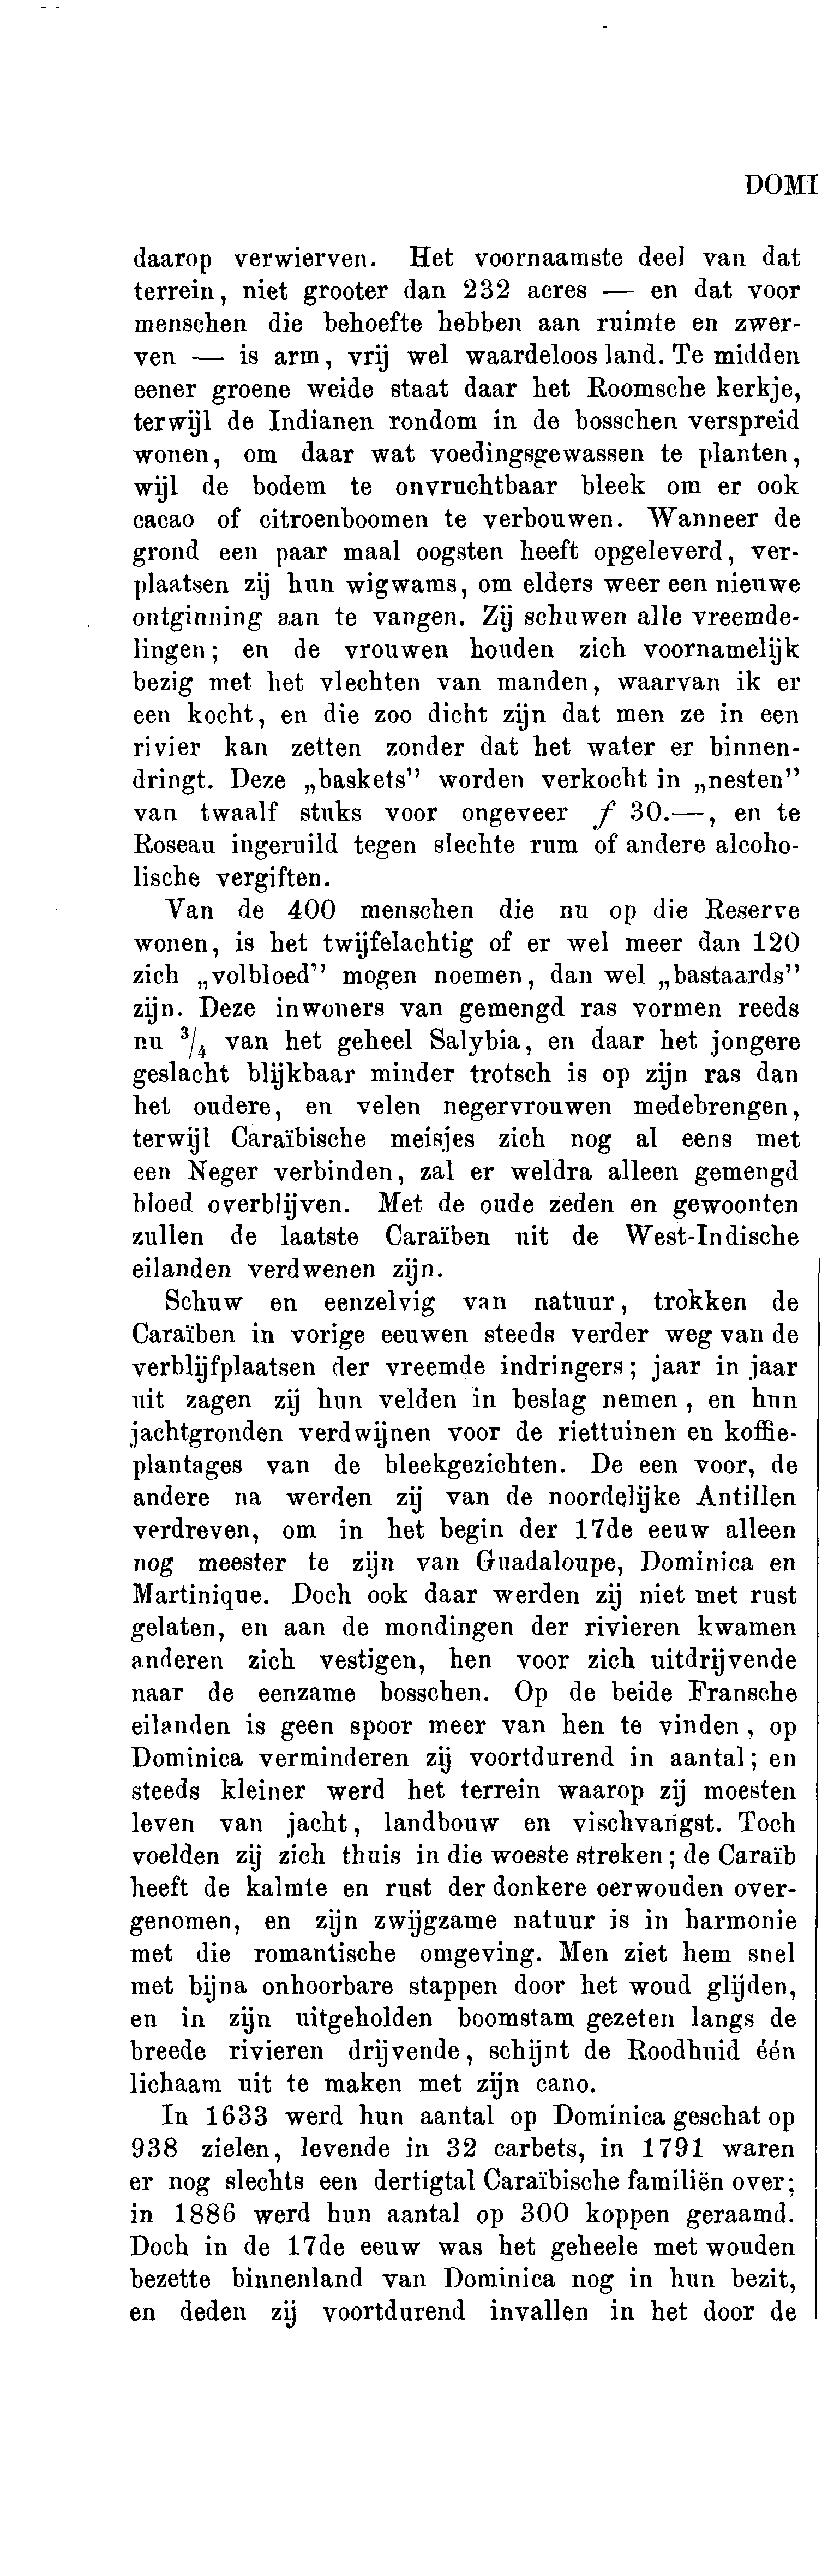 DOMI
daarop verwierven. Het voornaamste deel van dat
terrein, niet grooter dan 232 acres — en dat voor
menschen die behoefte hebben aan ruimte en zwer-
ven — is arm, vrij wel waardeloos land. Te midden
eener groene weide staat daar het Roomsche kerkje,
terwijl de Indianen rondom in de bosschen verspreid
wonen, om daar wat voedingsgewassen te planten,
wijl de bodem te onvruchtbaar bleek om er ook
cacao of citroenboomen te verbouwen. Wanneer de
grond een paar maal oogsten heeft opgeleverd, ver-
plaatsen zij hun wigwams, om elders weer een nieuwe
ontginning aan te vangen. Zij schuwen alle vreemde-
lingen; en de vrouwen houden zich voornamelijk
bezig met het vlechten van manden, waarvan ik er
een kocht, en die zoo dicht zijn dat men ze in een
rivier kan zetten zonder dat het water er binnen-
dringt. Deze „baskets” worden verkocht in „nesten”
van twaalf stuks voor ongeveer ƒ 30.—, en te
Roseau ingeruild tegen slechte rum of andere alcoho-
lische vergiften.
Van de 400 menschen die nu op die Reserve
wonen, is het twijfelachtig of er wel meer dan 120
zich „volbloed” mogen noemen, dan wel „bastaards”
zijn. Deze inwoners van gemengd ras vormen reeds
nu 3/4 van het geheel Salybia, en daar het jongere
geslacht blijkbaar minder trotsch is op zijn ras dan
het oudere, en velen negervrouwen medebrengen,
terwijl Caraïbische meisjes zich nog al eens met
een Neger verbinden, zal er weldra alleen gemengd
bloed overblijven. Met de oude zeden en gewoonten
zullen de laatste Caraïben uit de West-Indische
eilanden verdwenen zijn.
Schuw en eenzelvig van natuur, trokken de
Caraïben in vorige eeuwen steeds verder weg van de
verblijfplaatsen der vreemde indringers; jaar in jaar
uit zagen zij hun velden in beslag nemen, en hun
jachtgronden verdwijnen voor de riettuinen en koffie-
plantages van de bleekgezichten. De een voor, de
andere na werden zij van de noordelijke Antillen
verdreven, om in het begin der 17de eeuw alleen
nog meester te zijn van Guadaloupe, Dominica en
Martinique. Doch ook daar werden zij niet met rust
gelaten, en aan de mondingen der rivieren kwamen
anderen zich vestigen, hen voor zich uitdrijvende
naar de eenzame bosschen. Op de beide Fransche
eilanden is geen spoor meer van hen te vinden, op
Dominica verminderen zij voortdurend in aantal; en
steeds kleiner werd het terrein waarop zij moesten
leven van jacht, landbouw en vischvangst. Toch
voelden zij zich thuis in die woeste streken; de Caraïb
heeft de kalmte en rust der donkere oerwouden over-
genomen, en zijn zwijgzame natuur is in harmonie
met die romantische omgeving. Men ziet hem snel
met bijna onhoorbare stappen door het woud glijden,
en in zijn uitgeholden boomstam gezeten langs de
breede rivieren drijvende, schijnt de Roodhuid één
lichaam uit te maken met zijn cano.
In 1633 werd hun aantal op Dominica geschat op
938 zielen, levende in 32 carbets, in 1791 waren
er nog slechts een dertigtal Caraïbische familiën over;
in 1886 werd hun aantal op 300 koppen geraamd.
Doch in de 17de eeuw was het geheele met wouden
bezette binnenland van Dominica nog in hun bezit,
en deden zij voortdurend invallen in het door de